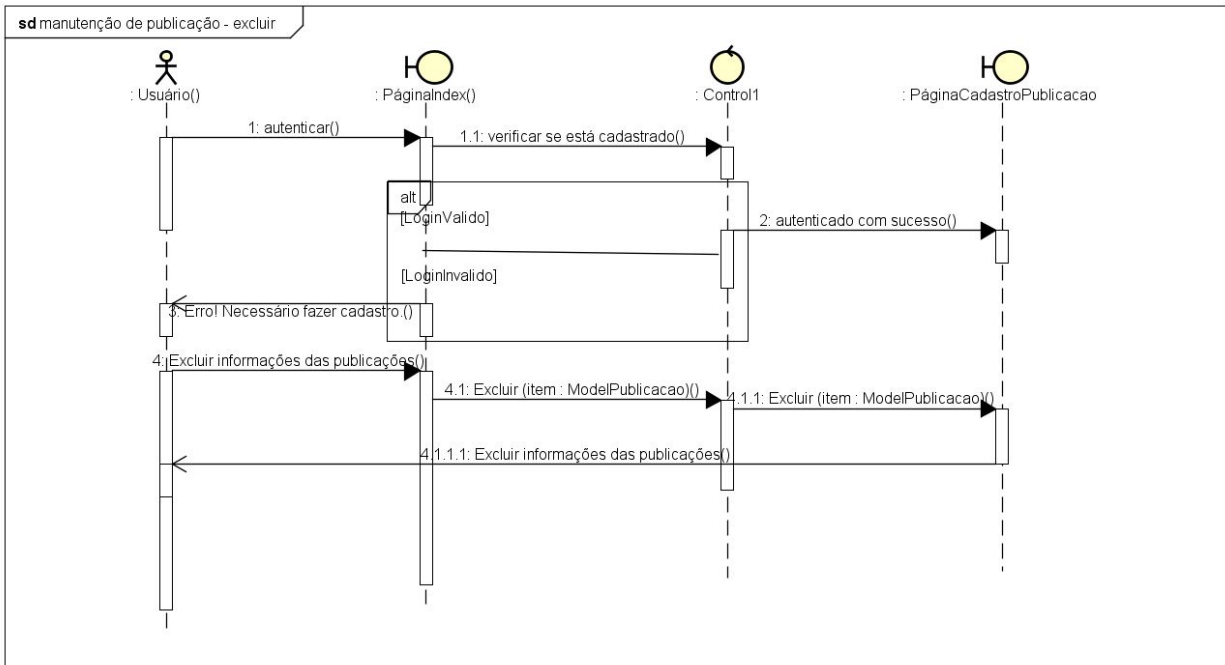 sd manutenção de publicação - excluir
: Usuário()
: PáginaIndex()
: Control1
: PáginaCadastroPublicacao
1: autenticar()
1.1: verificar se está cadastrado()
alt
[LoginValido]
2: autenticado com sucesso()
[LoginInvalido]
3: Erro! Necessário fazer cadastro.()
4: Excluir informações das publicações()
4.1: Excluir (item : ModelPublicacao)()
4.1.1: Excluir (item : ModelPublicacao)()
4.1.1.1: Excluir informações das publicações()